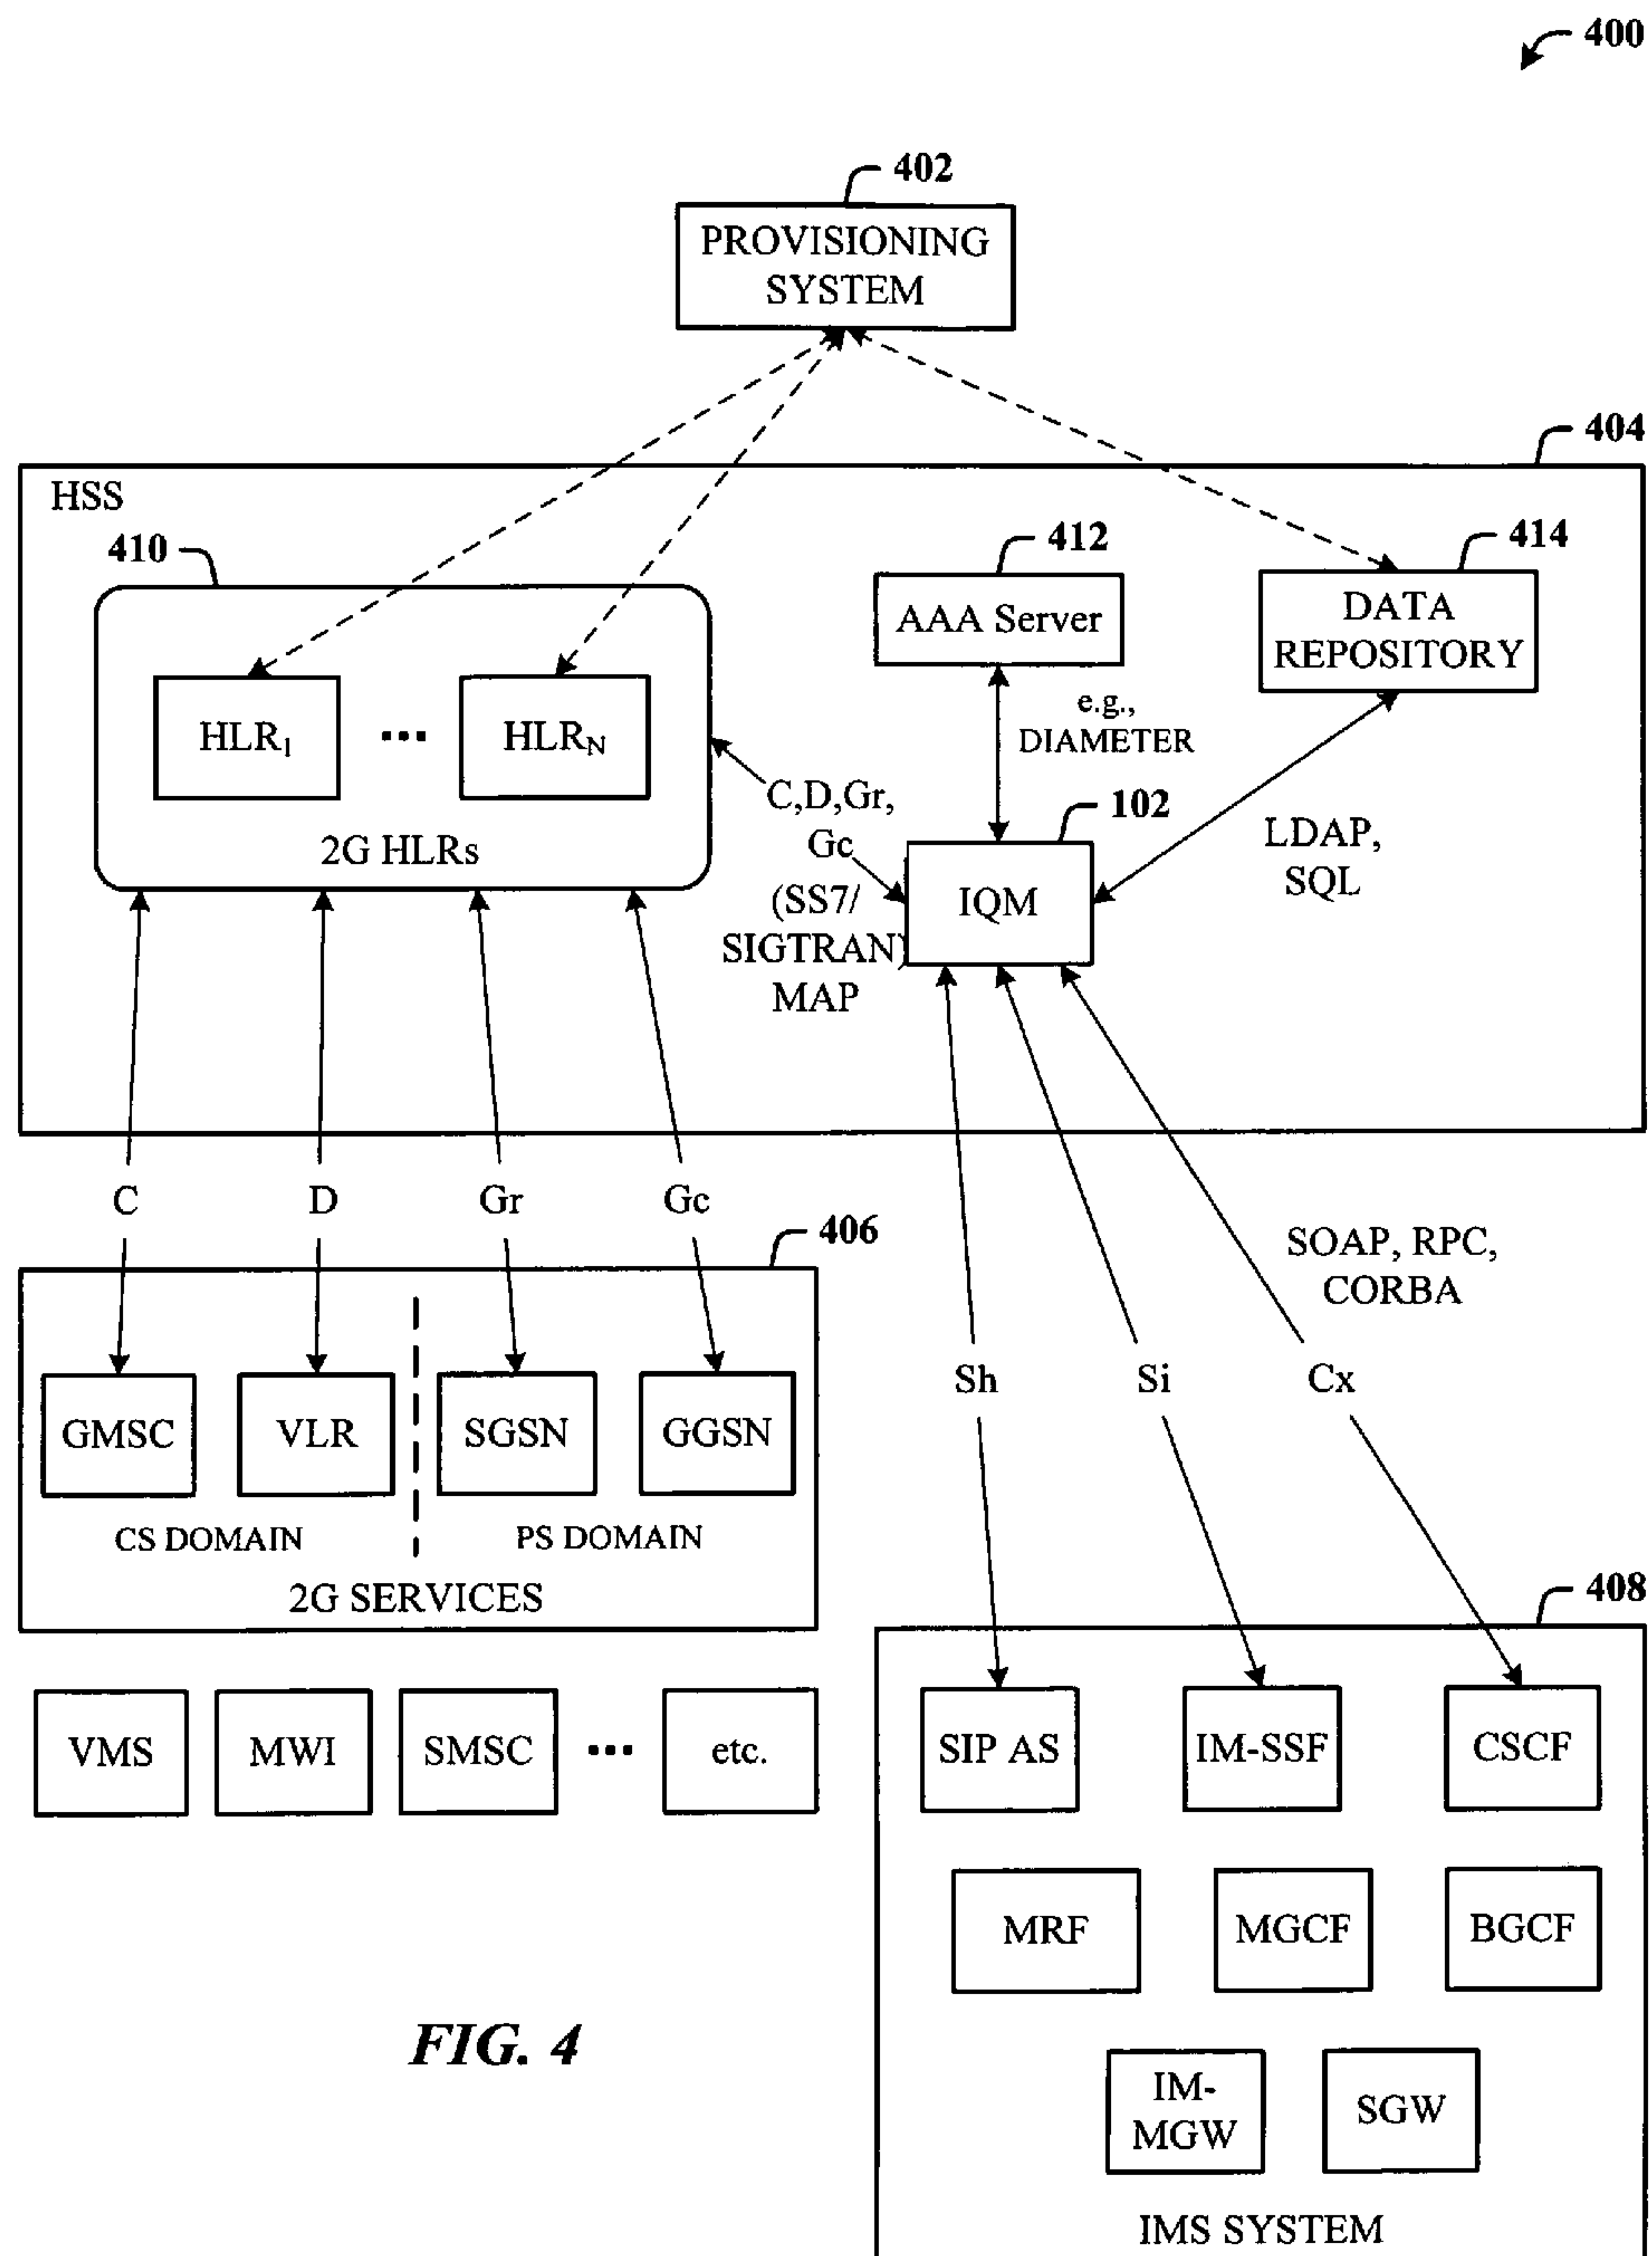 400
402
PROVISIONING
SYSTEM
404
HSS
410
412
414
AAA Server
DATA
REPOSITORY
HLR1
...
HLRN
2G HLRs
e.g.,
DIAMETER
C,D,Gr,
Gc
(SS7/
SIGTRAN)
MAP
102
IQM
LDAP,
SQL
C
D
Gr
Gc
406
SOAP, RPC,
CORBA
Sh
Si
Cx
GMSC
VLR
SGSN
GGSN
CS DOMAIN
PS DOMAIN
2G SERVICES
408
VMS
MWI
SMSC
...
etc.
SIP AS
IM-SSF
CSCF
MRF
MGCF
BGCF
IM-
MGW
SGW
IMS SYSTEM
FIG. 4